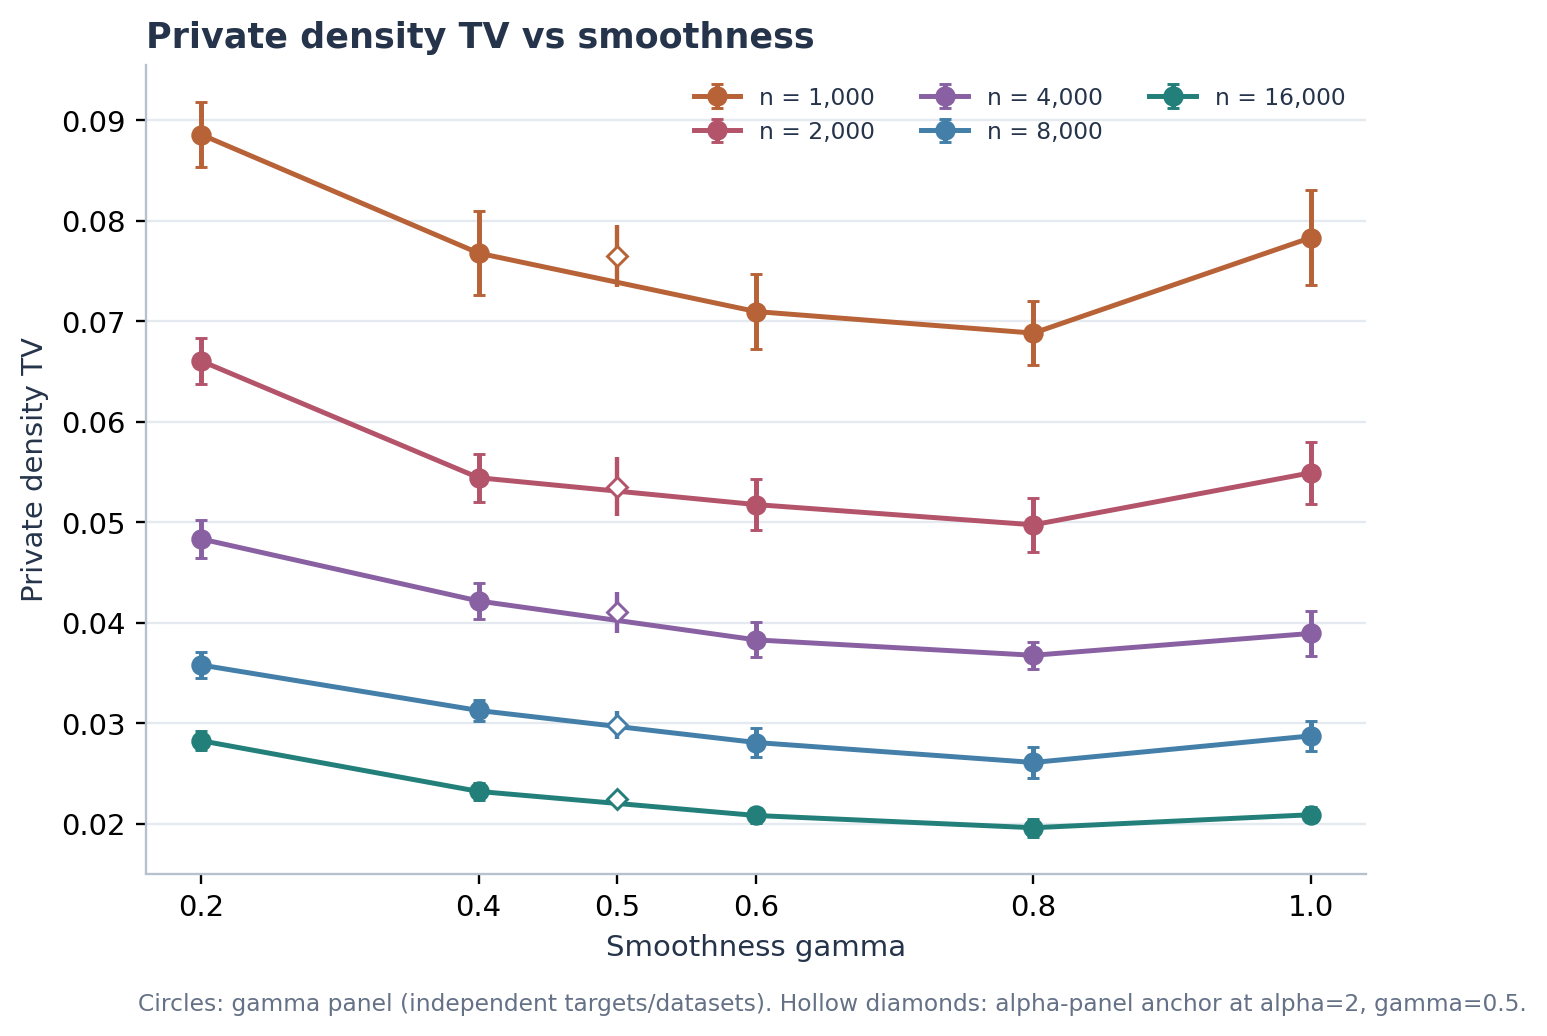 Private density TV vs smoothness
n = 1,000
n = 2,000
n = 4,000
n = 8,000
n = 16,000
Private density TV
0.09
0.08
0.07
0.06
0.05
0.04
0.03
0.02
0.2 0.4 0.5 0.6 0.8 1.0
Smoothness gamma
Circles: gamma panel (independent targets/datasets). Hollow diamonds: alpha-panel anchor at alpha=2, gamma=0.5.